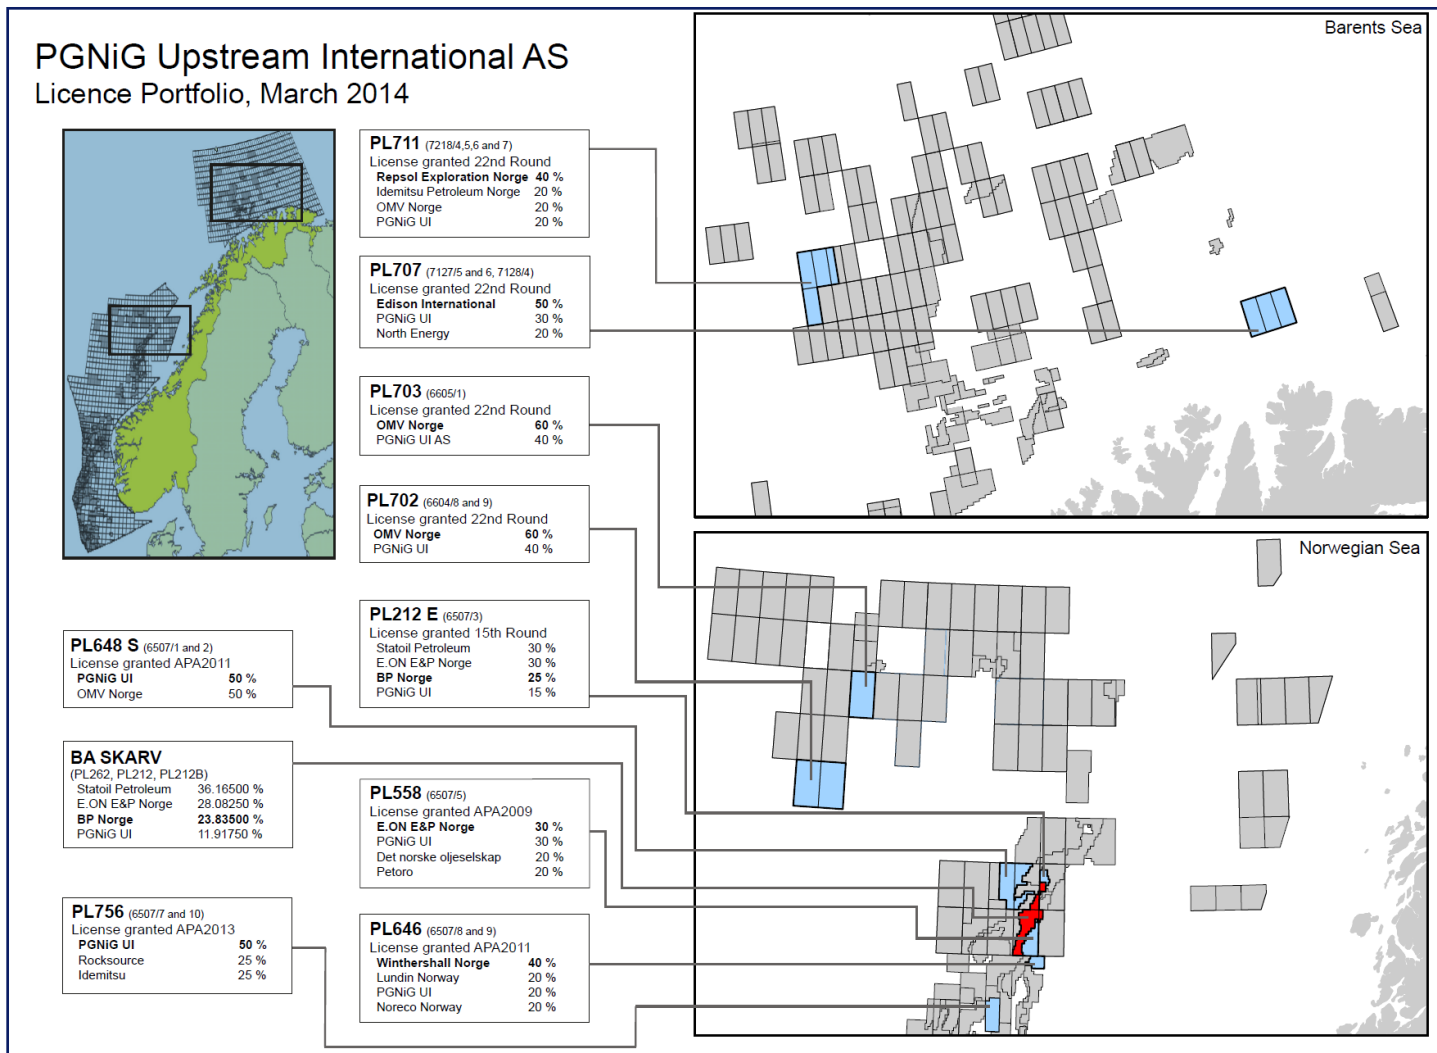 PGNiG Upstream International AS
Licence Portfolio, March 2014
Barents Sea
PL711 (7218/4,5,6 and 7)
License granted 22nd Round
Repsol Exploration Norge 40 %
Idemitsu Petroleum Norge 20 %
OMV Norge 20 %
PGNiG UI 20 %
PL707 (7127/5 and 6, 7128/4)
License granted 22nd Round
Edison International 50 %
PGNiG UI 30 %
North Energy 20 %
PL703 (6605/1)
License granted 22nd Round
OMV Norge 60 %
PGNiG UI AS 40 %
PL702 (6604/8 and 9)
License granted 22nd Round
OMV Norge 60 %
PGNiG UI 40 %
Norwegian Sea
PL212 E (6507/3)
License granted 15th Round
Statoil Petroleum 30 %
E.ON E&P Norge 30 %
BP Norge 25 %
PGNiG UI 15 %
PL648 S (6507/1 and 2)
License granted APA2011
PGNiG UI 50 %
OMV Norge 50 %
BA SKARV
(PL262, PL212, PL212B)
Statoil Petroleum 36.16500 %
E.ON E&P Norge 28.08250 %
BP Norge 23.83500 %
PGNiG UI 11.91750 %
PL558 (6507/5)
License granted APA2009
E.ON E&P Norge 30 %
PGNiG UI 30 %
Det norske oljeselskap 20 %
Petoro 20 %
PL756 (6507/7 and 10)
License granted APA2013
PGNiG UI 50 %
Rocksource 25 %
Idemitsu 25 %
PL646 (6507/8 and 9)
License granted APA2011
Winthershall Norge 40 %
Lundin Norway 20 %
PGNiG UI 20 %
Noreco Norway 20 %